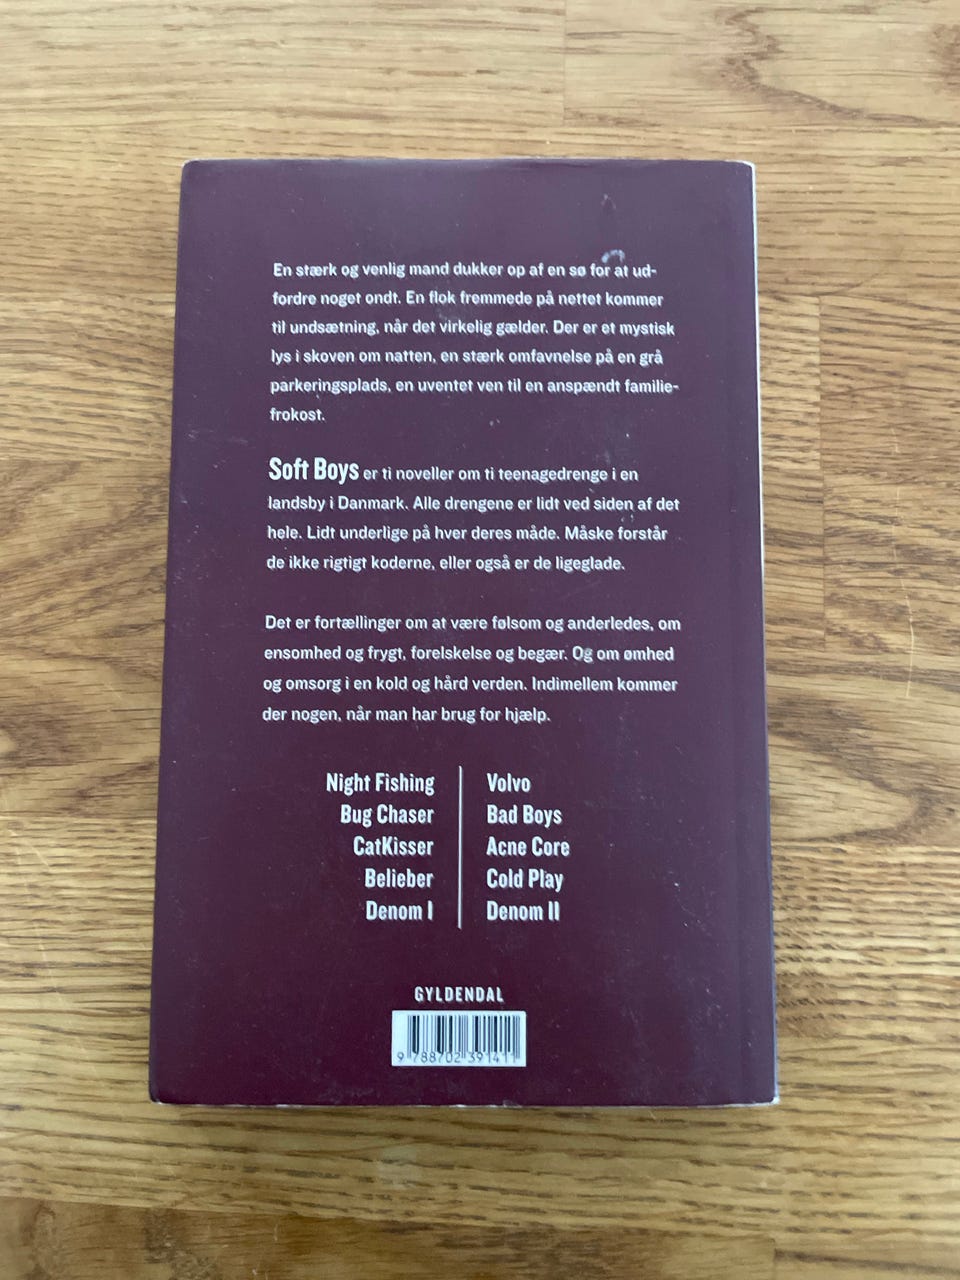 En stærk og venlig mand dukker op af en sø for at ud-
fordre noget ondt. En flok fremmede på nettet kommer
til undsætning, når det virkelig gælder. Der er et mystisk
lys i skoven om natten, en stærk omfavnelse på en grå
parkeringsplads, en uventet ven til en anspændt familie-
frokost.
Soft Boys er ti noveller om ti teenagedrenge i en
landsby i Danmark. Alle drengene er lidt ved siden af det
hele. Lidt underlige på hver deres måde. Måske forstår
de ikke rigtigt koderne, eller også er de ligeglade.
Det er fortællinger om at være følsom og anderledes, om
ensomhed og frygt, forelskelse og begær. Og om ømhed
og omsorg i en kold og hård verden. Indimellem kommer
der nogen, når man har brug for hjælp.
Night Fishing
Bug Chaser
CatKisser
Belieber
Denom I
Volvo
Bad Boys
Acne Core
Cold Play
Denom II
GYLDENDAL
9 788702 391411